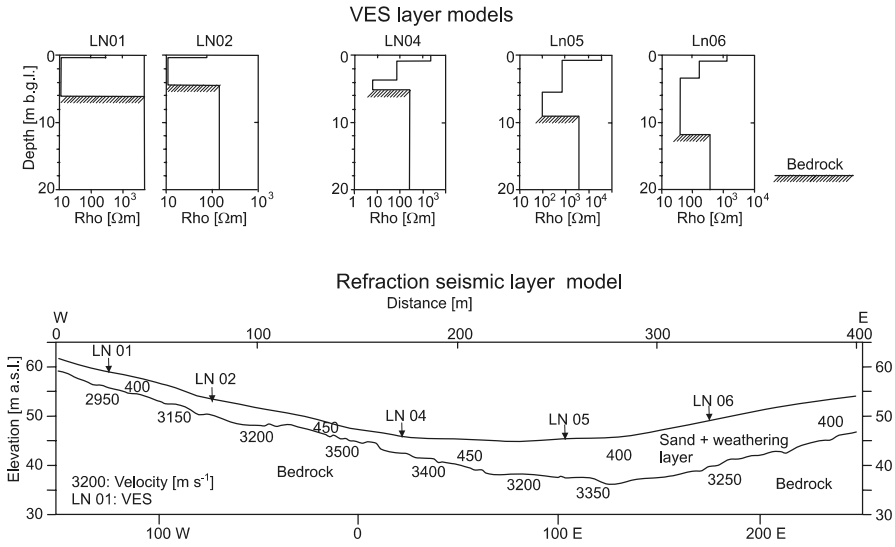 VES layer models
LN01 LN02 LN04 Ln05 Ln06
Depth [m b.g.l.]
0 0 0 0 0
10 10 10 10 10
20 20 20 20 20
10 100 10³ 10 100 10³ 1 10 100 10³ 10 10² 10³ 10⁴ 10 100 10³ 10⁴
Rho [Ωm] Rho [Ωm] Rho [Ωm] Rho [Ωm] Rho [Ωm]
Bedrock
Refraction seismic layer model
Distance [m]
W E
0 100 200 300 400
Elevation [m a.s.l.]
60 60
50 50
40 40
30 30
LN 01
LN 02
LN 04
LN 05
LN 06
400 450 450 400 400
Sand + weathering
layer
2950 3150 3200 3500 3400 3200 3350 3250
Bedrock Bedrock
3200: Velocity [m s⁻¹]
LN 01: VES
100 W 0 100 E 200 E